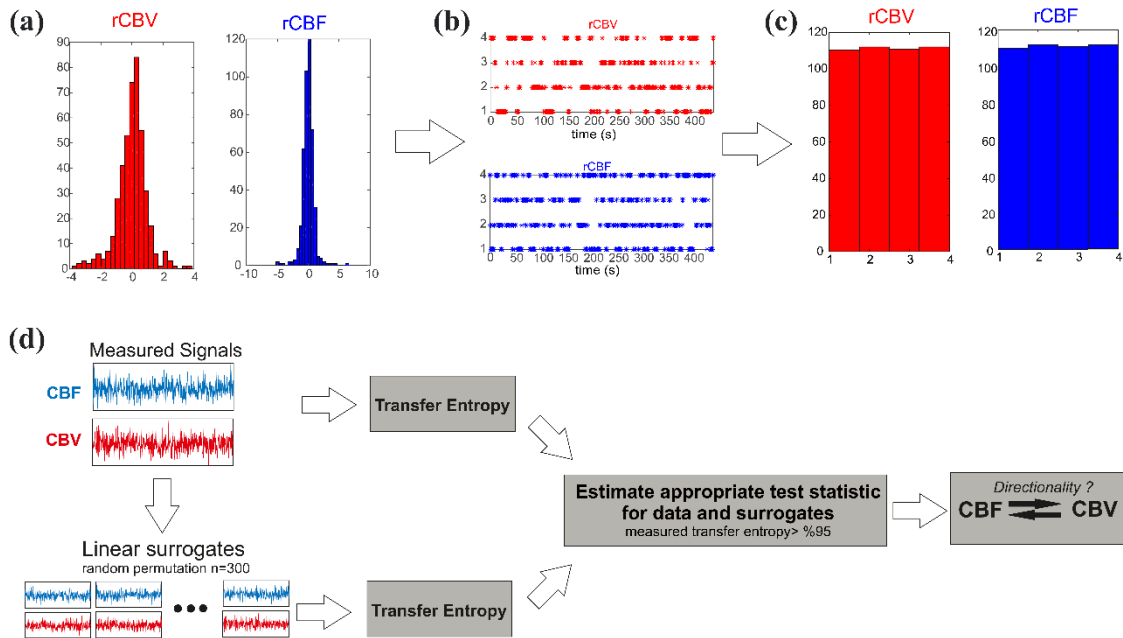 (a)
rCBV
90
80
70
60
50
40
30
20
10
0
-4 -2 0 2 4
rCBF
120
100
80
60
40
20
0
-10 -5 0 5 10
(b)
rCBV
4
3
2
1
0 50 100 150 200 250 300 350 400
time (s)
rCBF
4
3
2
1
0 50 100 150 200 250 300 350 400
time (s)
(c)
rCBV
120
100
80
60
40
20
0
1 2 3 4
rCBF
120
100
80
60
40
20
0
1 2 3 4
(d)
Measured Signals
CBF
CBV
Linear surrogates
random permutation n=300
Transfer Entropy
Transfer Entropy
Estimate appropriate test statistic
for data and surrogates
measured transfer entropy> %95
Directionality ?
CBF CBV